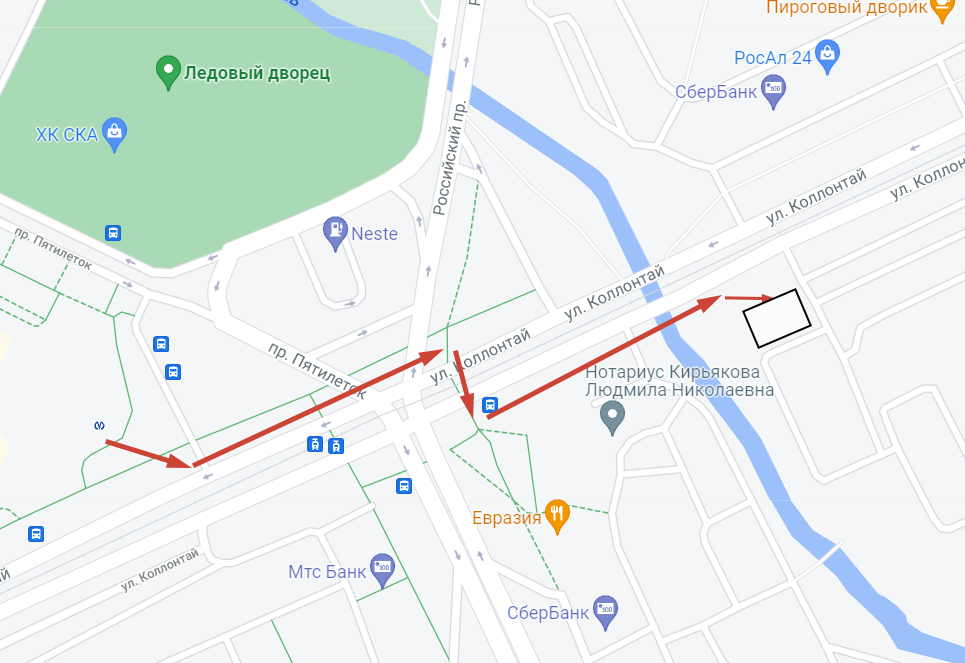 Пироговый дворик
РосАл 24
СберБанк
Ледовый дворец
ХК СКА
Российский пр.
ул. Коллонтай
ул. Коллон
пр. Пятилеток
Neste
ул. Коллонтай
пр. Пятилеток
ул. Коллонтай
Нотариус Кирьякова
Людмила Николаевна
Евразия
ул. Коллонтай
Мтс Банк
СберБанк